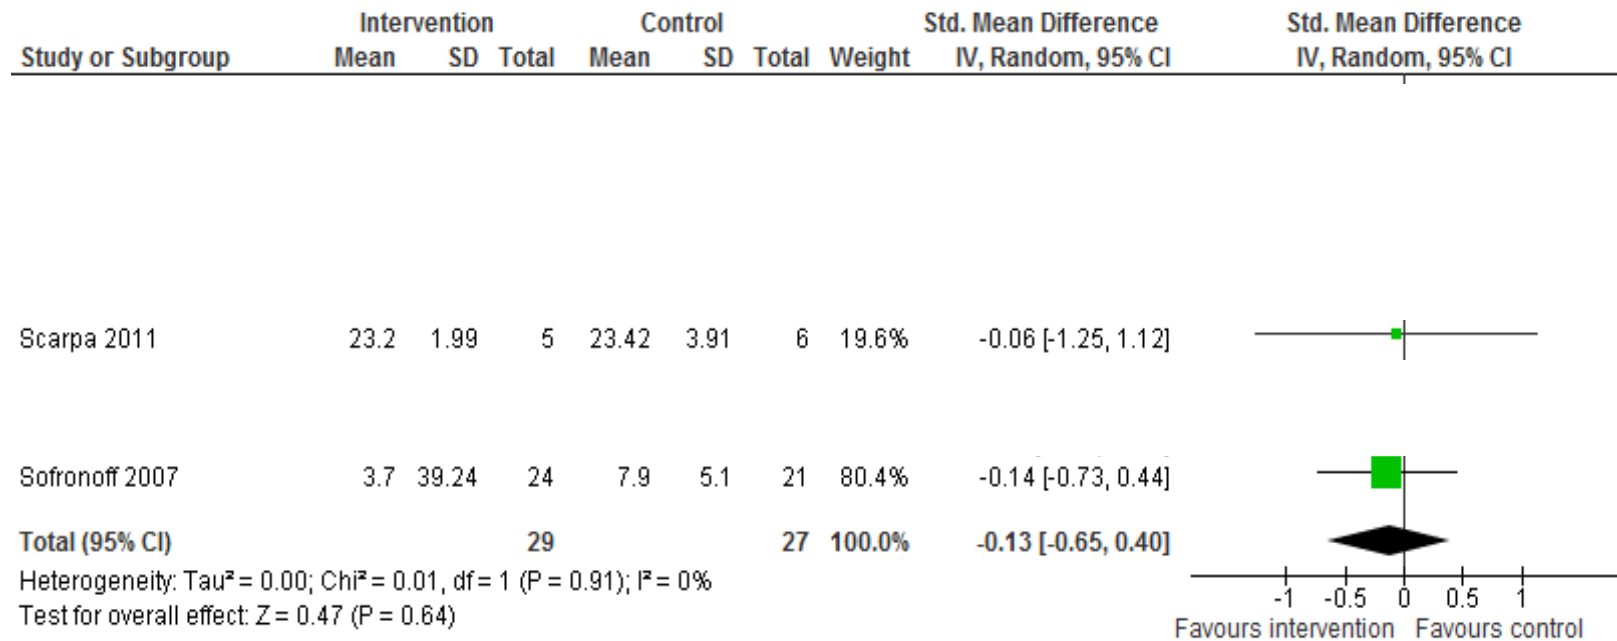 Intervention Control Std. Mean Difference Std. Mean Difference
Study or Subgroup Mean SD Total Mean SD Total Weight IV, Random, 95% CI IV, Random, 95% CI
Scarpa 2011 23.2 1.99 5 23.42 3.91 6 19.6% -0.06 [-1.25, 1.12]
Sofronoff 2007 3.7 39.24 24 7.9 5.1 21 80.4% -0.14 [-0.73, 0.44]
Total (95% CI) 29 27 100.0% -0.13 [-0.65, 0.40]
Heterogeneity: Tau² = 0.00; Chi² = 0.01, df = 1 (P = 0.91); I² = 0%
Test for overall effect: Z = 0.47 (P = 0.64)
-1 -0.5 0 0.5 1
Favours intervention Favours control